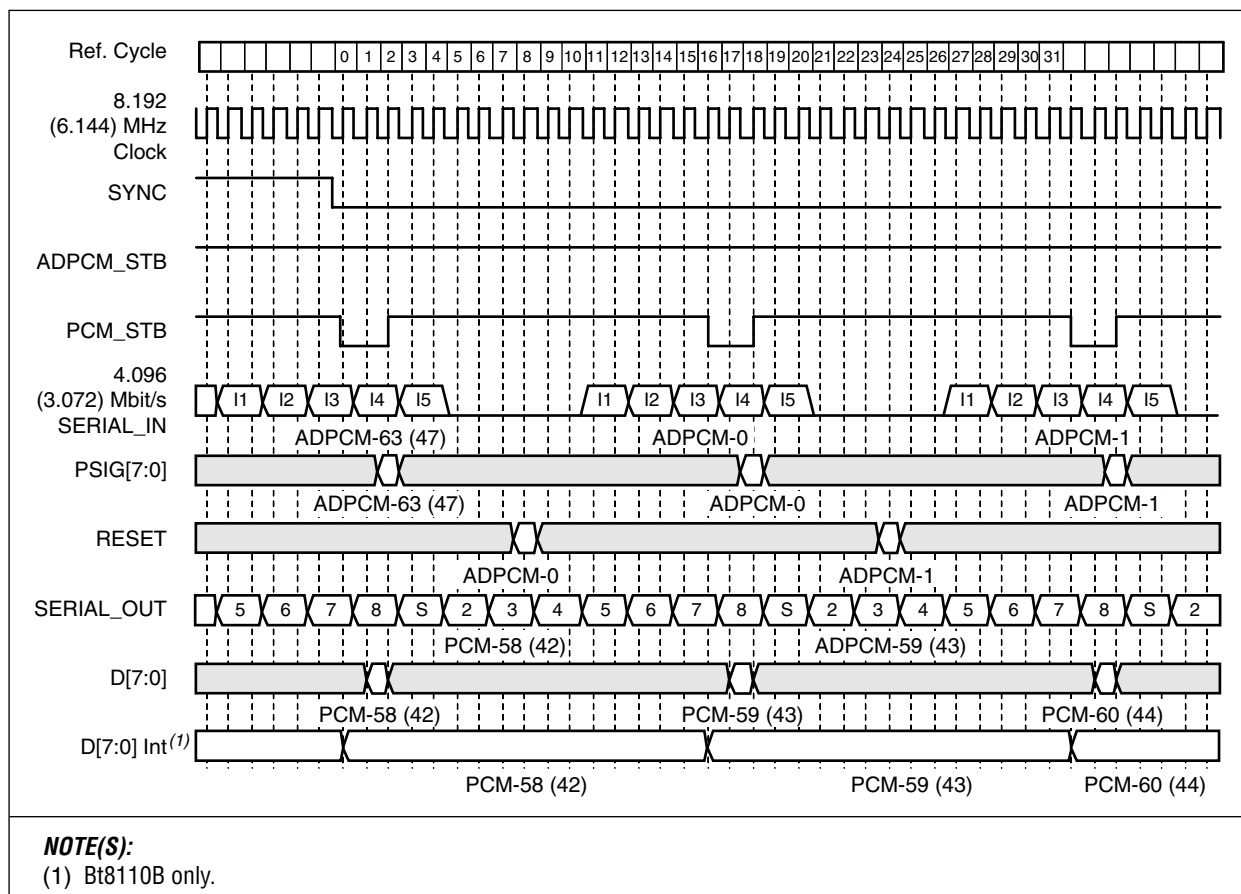 Ref. Cycle 0 1 2 3 4 5 6 7 8 9 10 11 12 13 14 15 16 17 18 19 20 21 22 23 24 25 26 27 28 29 30 31
8.192
(6.144) MHz
Clock
SYNC
ADPCM_STB
PCM_STB
4.096
(3.072) Mbit/s
SERIAL_IN
I1 I2 I3 I4 I5 I1 I2 I3 I4 I5 I1 I2 I3 I4 I5
ADPCM-63 (47) ADPCM-0 ADPCM-1
PSIG[7:0]
ADPCM-63 (47) ADPCM-0 ADPCM-1
RESET
ADPCM-0 ADPCM-1
SERIAL_OUT 5 6 7 8 S 2 3 4 5 6 7 8 S 2 3 4 5 6 7 8 S 2
PCM-58 (42) ADPCM-59 (43)
D[7:0]
PCM-58 (42) PCM-59 (43) PCM-60 (44)
D[7:0] Int(1)
PCM-58 (42) PCM-59 (43) PCM-60 (44)
NOTE(S):
(1) Bt8110B only.